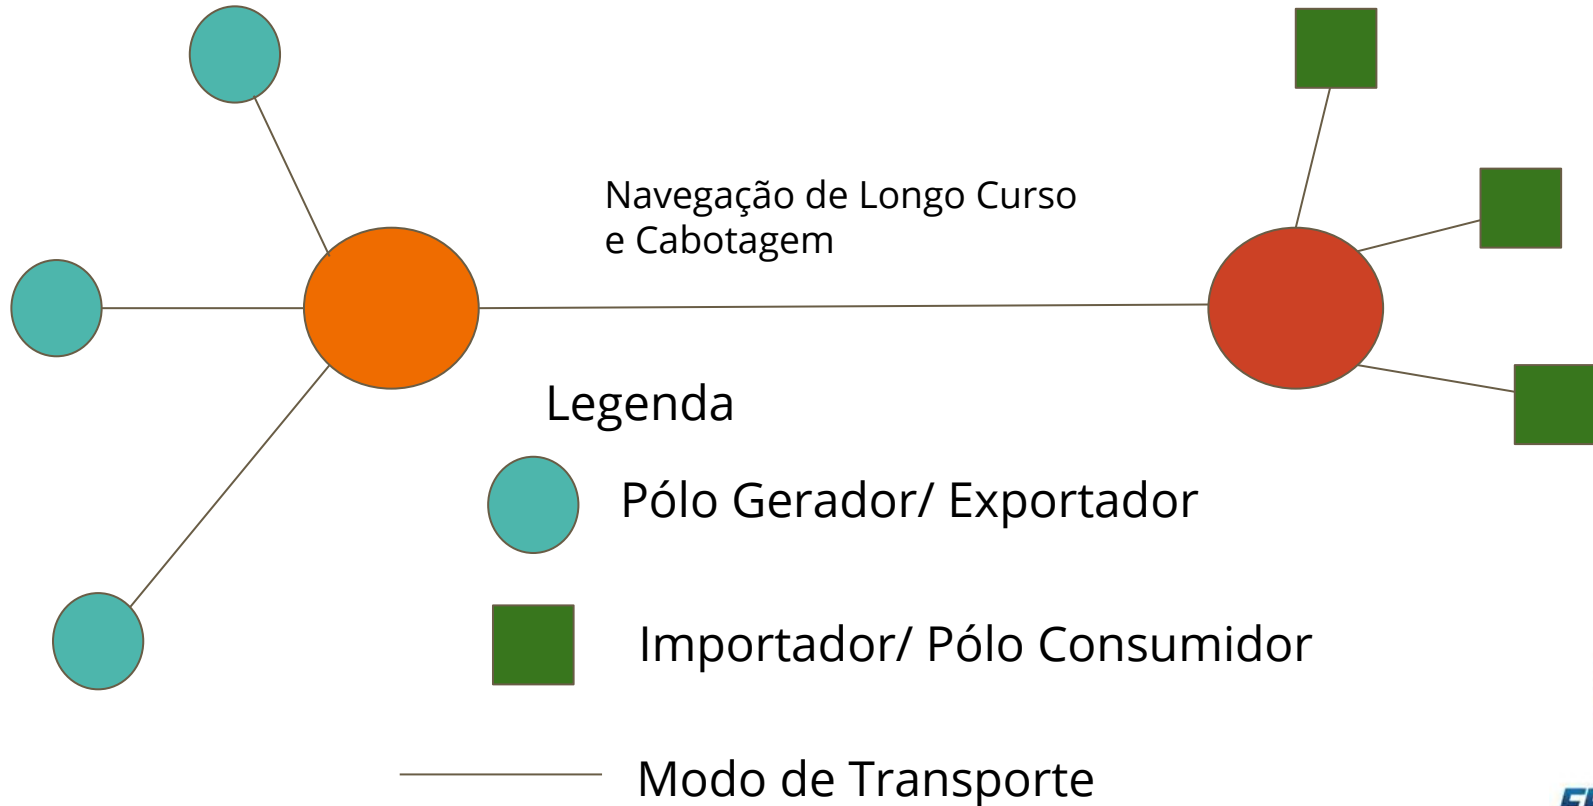 Navegação de Longo Curso
e Cabotagem
Legenda
Pólo Gerador/ Exportador
Importador/ Pólo Consumidor
Modo de Transporte